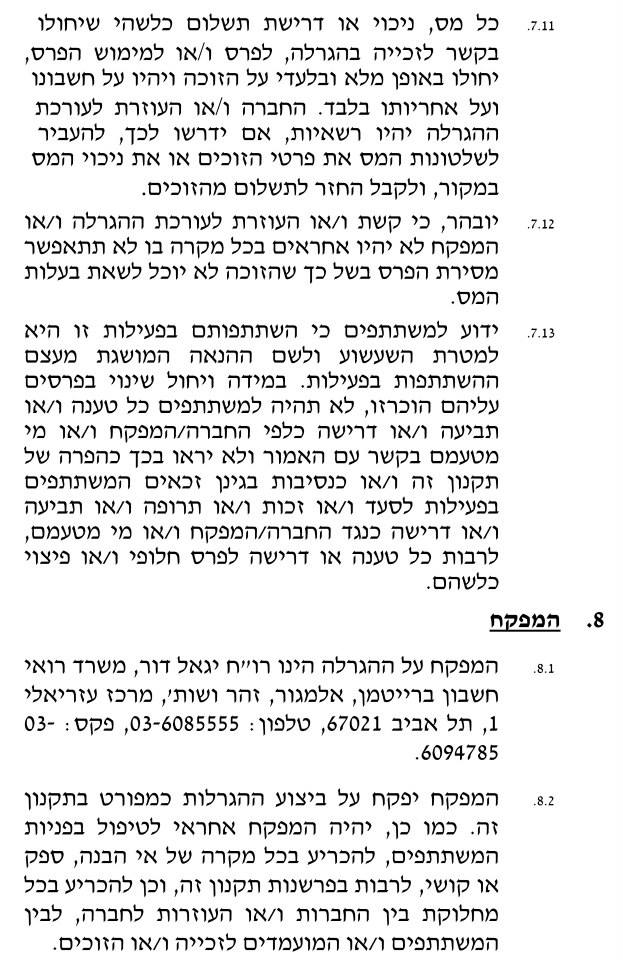 7.11. כל מס, ניכוי או דרישת תשלום כלשהי שיחולו
בקשר לזכייה בהגרלה, לפרס ו/או למימוש הפרס,
יחולו באופן מלא ובלעדי על הזוכה ויהיו על חשבונו
ועל אחריותו בלבד. החברה ו/או העוזרת לעורכת
ההגרלה יהיו רשאיות, אם ידרשו לכך, להעביר
לשלטונות המס את פרטי הזוכים או את ניכוי המס
במקור, ולקבל החזר לתשלום מהזוכים.
7.12. יובהר, כי קשת ו/או העוזרת לעורכת ההגרלה ו/או
המפקח לא יהיו אחראים בכל מקרה בו לא תתאפשר
מסירת הפרס בשל כך שהזוכה לא יוכל לשאת בעלות
המס.
7.13. ידוע למשתתפים כי השתתפותם בפעילות זו היא
למטרת השעשוע ולשם ההנאה המושגת מעצם
ההשתתפות בפעילות. במידה ויחול שינוי בפרסים
עליהם הוכרזו, לא תהיה למשתתפים כל טענה ו/או
תביעה ו/או דרישה כלפי החברה/המפקח ו/או מי
מטעמם בקשר עם האמור ולא יראו בכך כהפרה של
תקנון זה ו/או כנסיבות בגינן זכאים המשתתפים
בפעילות לסעד ו/או זכות ו/או תרופה ו/או תביעה
ו/או דרישה כנגד החברה/המפקח ו/או מי מטעמם,
לרבות כל טענה או דרישה לפרס חלופי ו/או פיצוי
כלשהם.
8. המפקח
8.1. המפקח על ההגרלה הינו רו״ח יגאל דור, משרד רואי
חשבון ברייטמן, אלמגור, זהר ושות׳, מרכז עזריאלי
1, תל אביב 67021, טלפון: 03-6085555, פקס: 03-
6094785.
8.2. המפקח יפקח על ביצוע ההגרלות כמפורט בתקנון
זה. כמו כן, יהיה המפקח אחראי לטיפול בפניות
המשתתפים, להכריע בכל מקרה של אי הבנה, ספק
או קושי, לרבות בפרשנות תקנון זה, וכן להכריע בכל
מחלוקת בין החברות ו/או העוזרות לחברה, לבין
המשתתפים ו/או המועמדים לזכייה ו/או הזוכים.